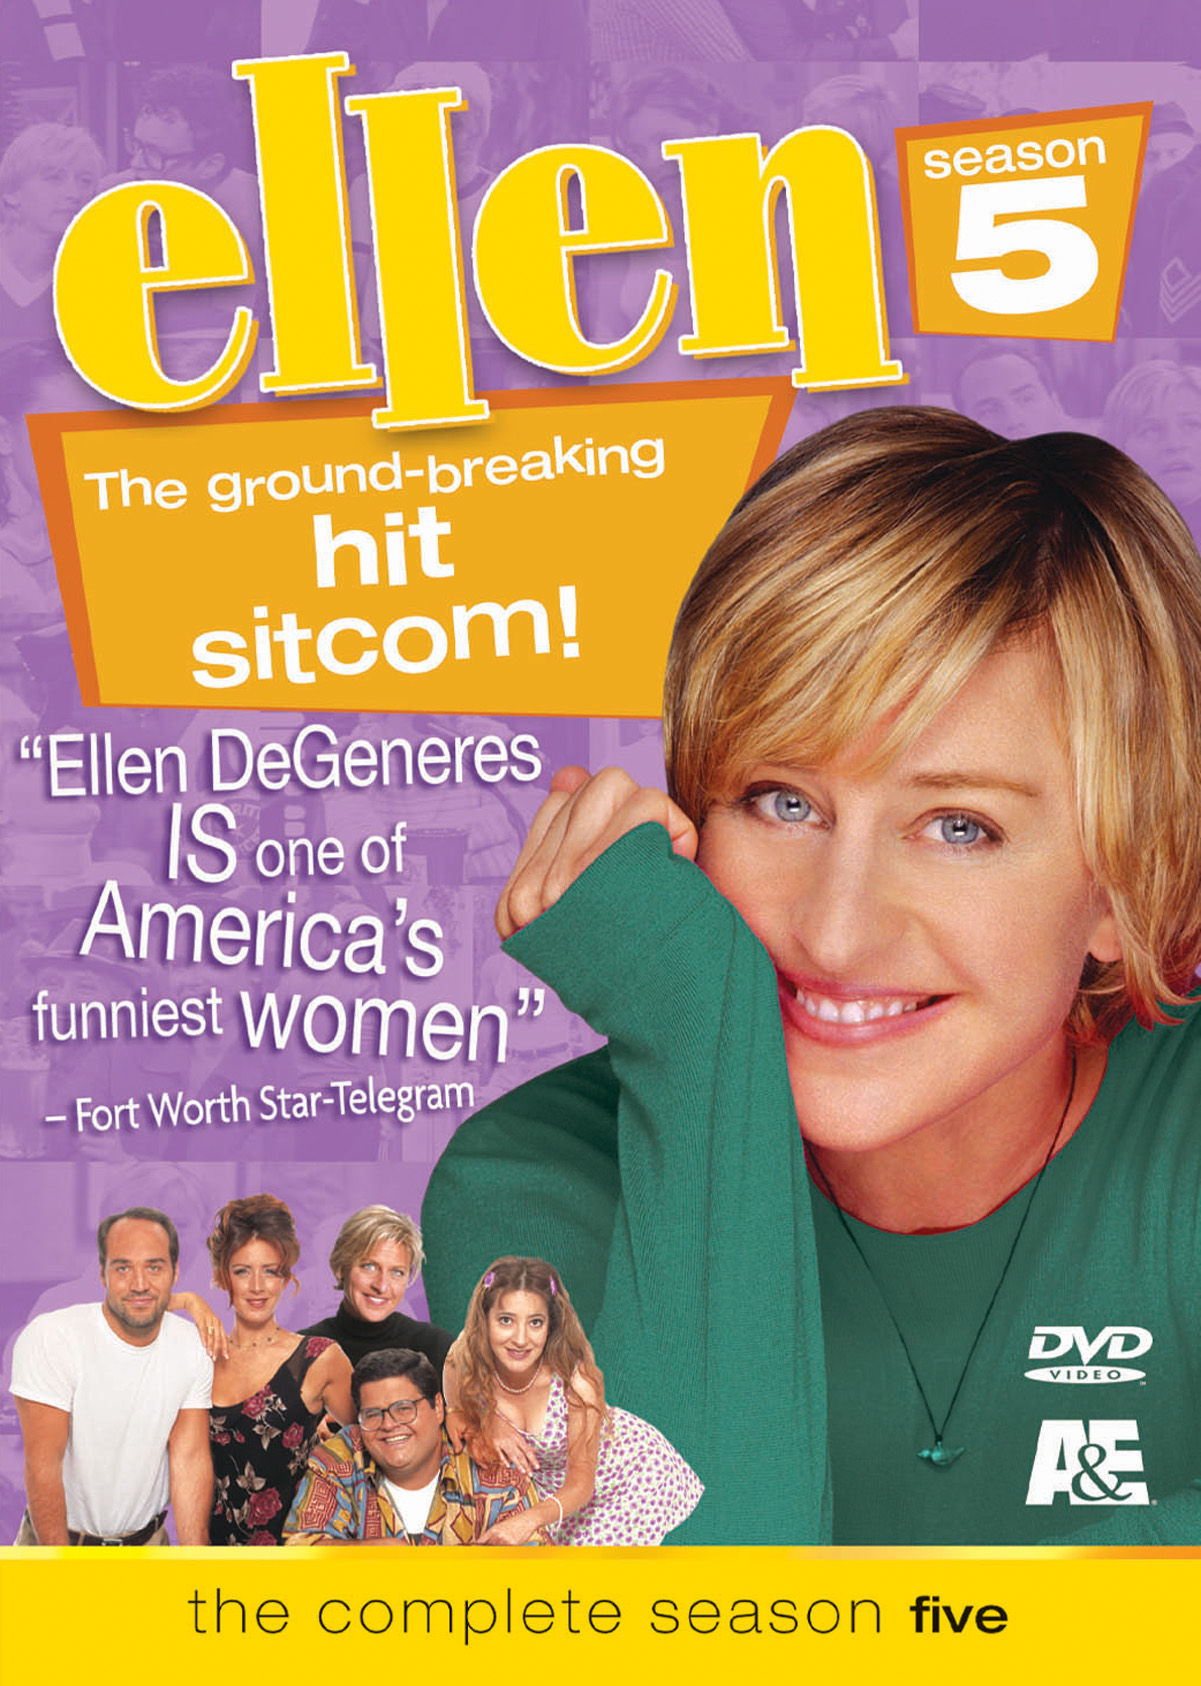 ellen
season
5
The ground-breaking
hit
sitcom!
“Ellen DeGeneres
IS one of
America’s
funniest women”
– Fort Worth Star-Telegram
DVD
VIDEO
A&E
the complete season five